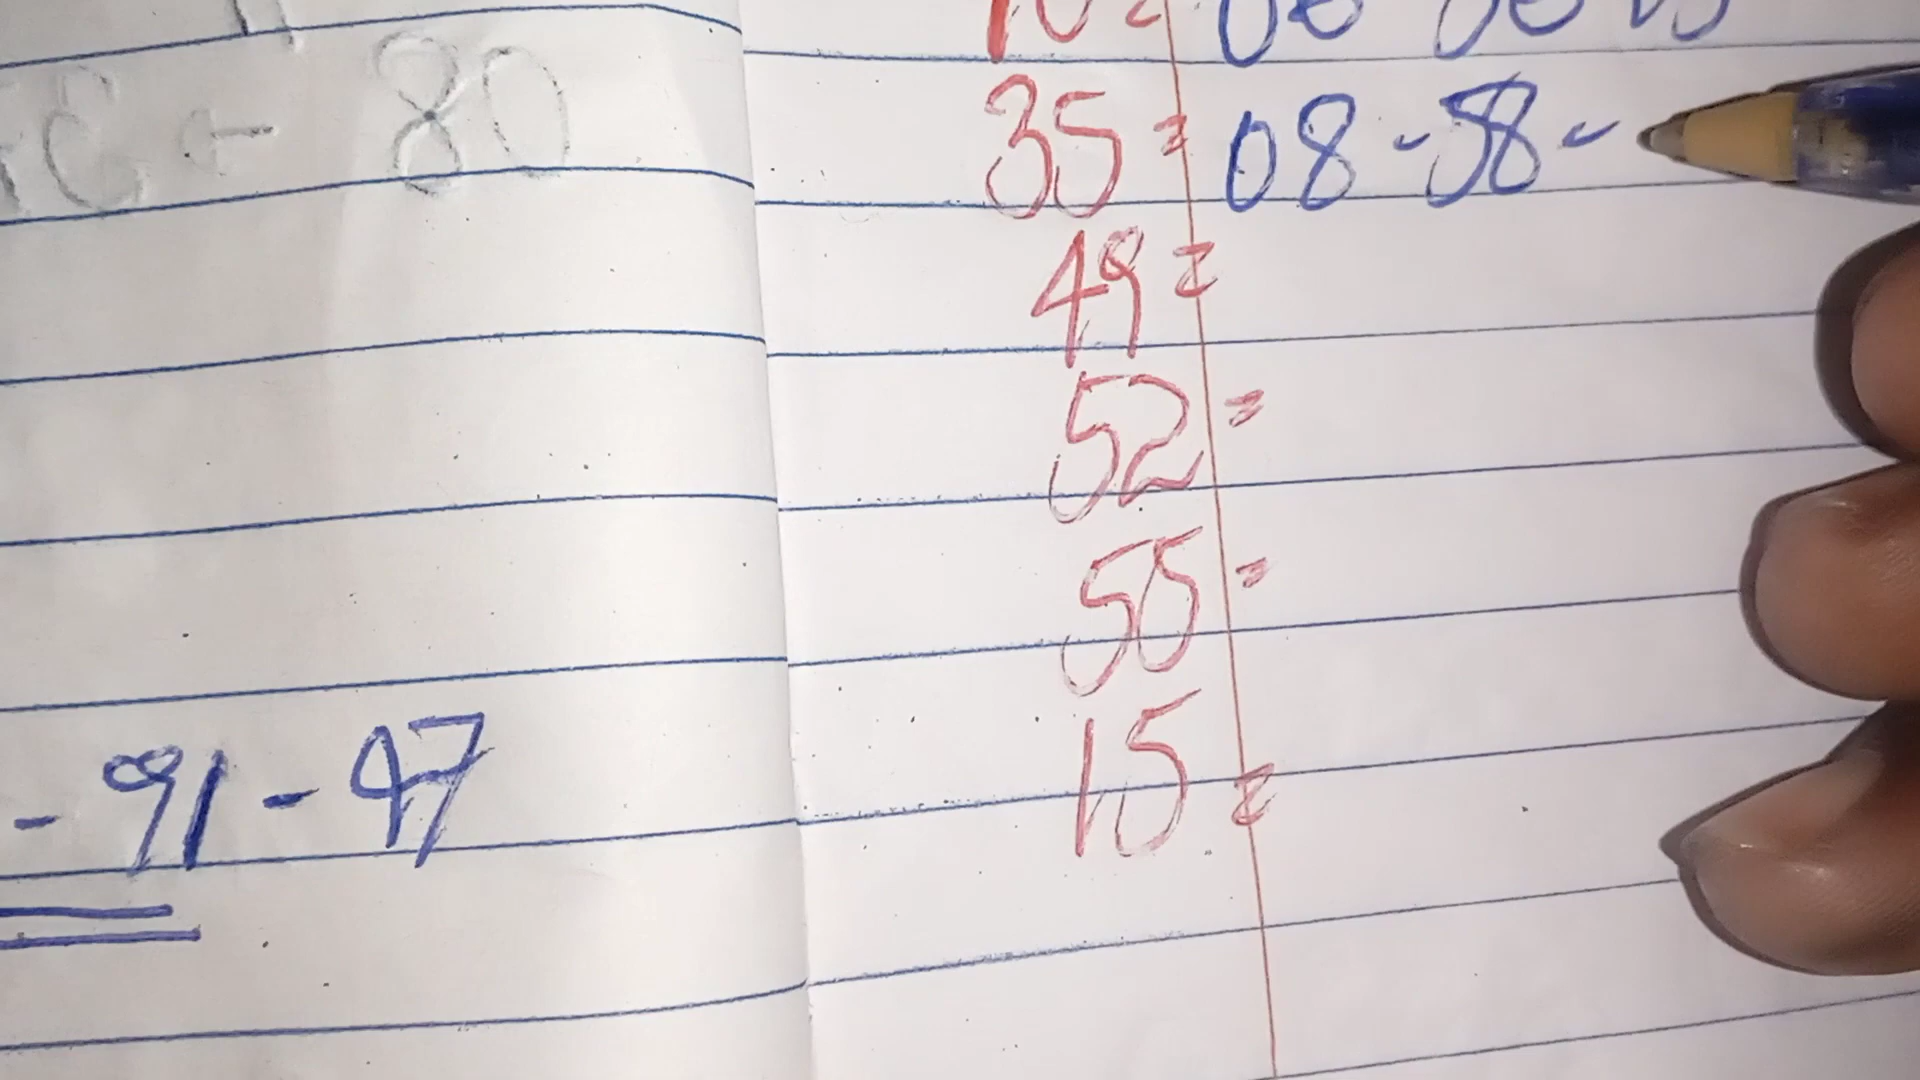 80
- 91 - 47
35 = 08 - 58 -
49 =
52 =
55 =
15 =